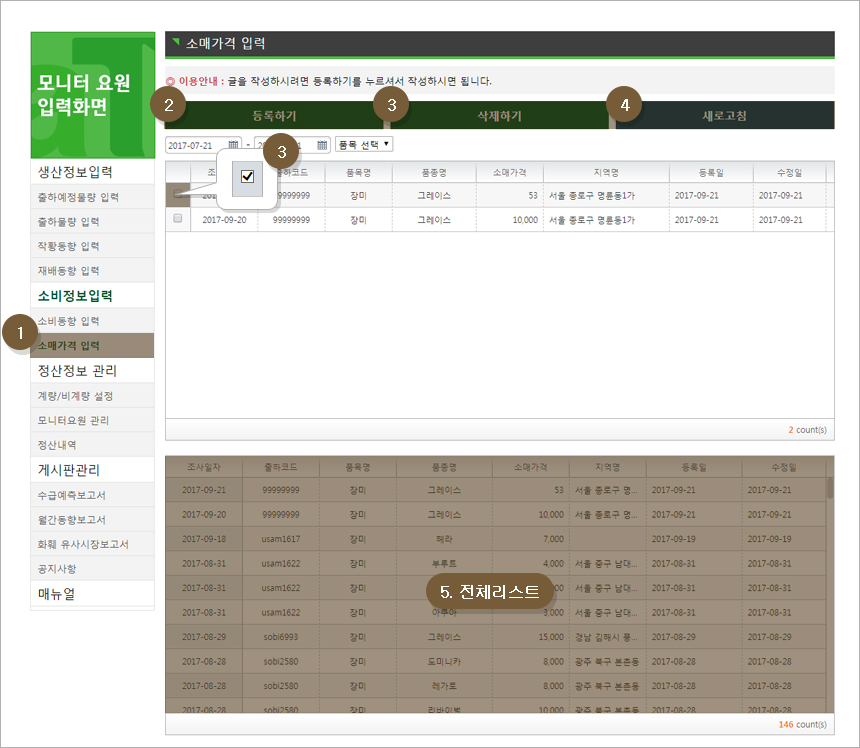 모니터 요원
입력화면
생산정보입력
출하예정물량 입력
출하물량 입력
작황동향 입력
재배동향 입력
소비정보입력
소비동향 입력
1
소매가격 입력
정산정보 관리
계량/비계량 설정
모니터요원 관리
정산내역
게시판관리
수급예측보고서
월간동향보고서
화훼 유사시장보고서
공지사항
매뉴얼
소매가격 입력
◎ 이용안내 : 글을 작성하시려면 등록하기를 누르셔서 작성하시면 됩니다.
2 등록하기 3 삭제하기 4 새로고침
2017-07-21 - 품목 선택 ▼
3
품목명 품종명 소매가격 지역명 등록일 수정일
장미 그레이스 53 서울 종로구 명륜동1가 2017-09-21 2017-09-21
2017-09-20 99999999 장미 그레이스 10,000 서울 종로구 명륜동1가 2017-09-21 2017-09-21
2 count(s)
조사일자 출하코드 품목명 품종명 소매가격 지역명 등록일 수정일
2017-09-21 99999999 장미 그레이스 53 서울 종로구 명... 2017-09-21 2017-09-21
2017-09-20 99999999 장미 그레이스 10,000 서울 종로구 명... 2017-09-21 2017-09-21
2017-09-18 usam1617 장미 헤라 7,000 2017-09-19 2017-09-19
2017-08-31 usam1622 장미 부루트 4,000 서울 중구 남대... 2017-08-31 2017-08-31
2017-08-31 usam1622 장미 서울 중구 남대... 2017-08-31 2017-08-31
5. 전체리스트
2017-08-31 usam1622 장미 아쿠아 3,000 서울 중구 남대... 2017-08-31 2017-08-31
2017-08-29 sobi6993 장미 그레이스 15,000 경남 김해시 풍... 2017-08-29 2017-08-29
2017-08-28 sobi2580 장미 도미니카 8,000 광주 북구 본촌동 2017-08-28 2017-08-28
2017-08-28 sobi2580 장미 레가토 8,000 광주 북구 본촌동 2017-08-28 2017-08-28
2017-08-28 sobi2580 장미 리바이벌 10,000 광주 북구 본촌동 2017-08-28 2017-08-28
146 count(s)